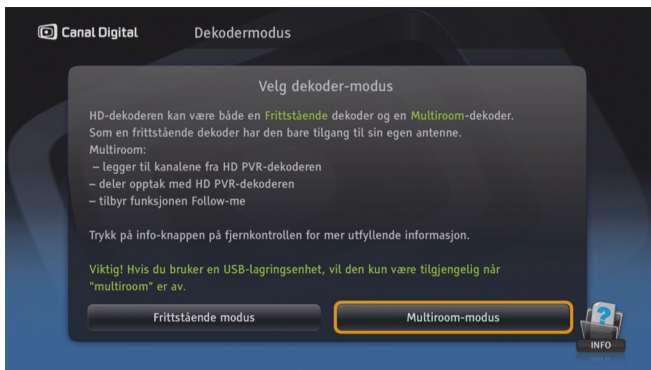 Canal Digital
Dekodermodus
Velg dekoder-modus
HD-dekoderen kan være både en Frittstående dekoder og en Multiroom-dekoder.
Som en frittstående dekoder har den bare tilgang til sin egen antenne.
Multiroom:
– legger til kanalene fra HD PVR-dekoderen
– deler opptak med HD PVR-dekoderen
– tilbyr funksjonen Follow-me
Trykk på info-knappen på fjernkontrollen for mer utfyllende informasjon.
Viktig! Hvis du bruker en USB-lagringsenhet, vil den kun være tilgjengelig når
"multiroom" er av.
Frittstående modus
Multiroom-modus
?
INFO